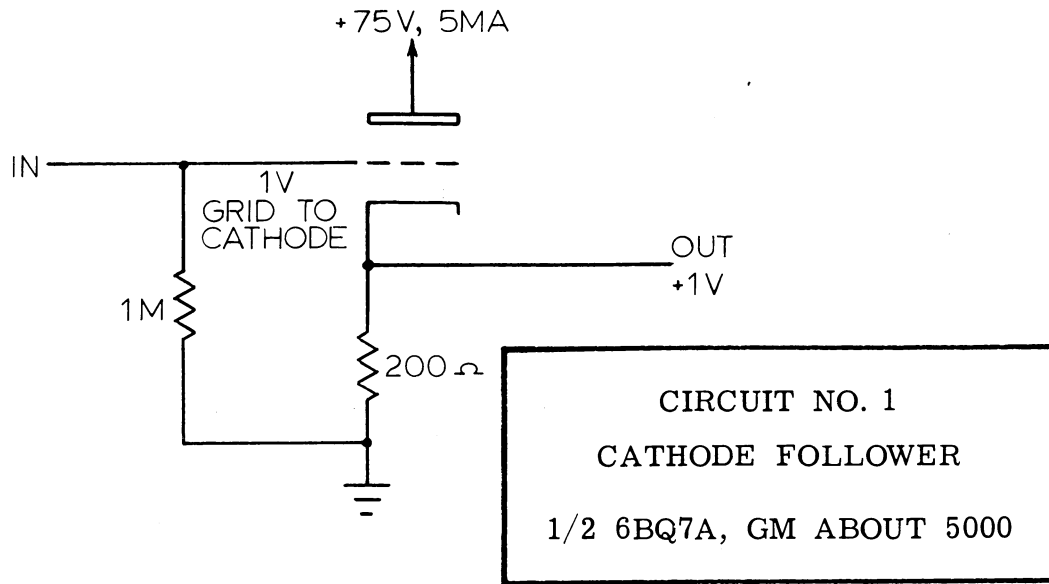 +75V, 5MA
IN
1V
GRID TO
CATHODE
OUT
+1V
1M
200 Ω
CIRCUIT NO. 1
CATHODE FOLLOWER
1/2 6BQ7A, GM ABOUT 5000